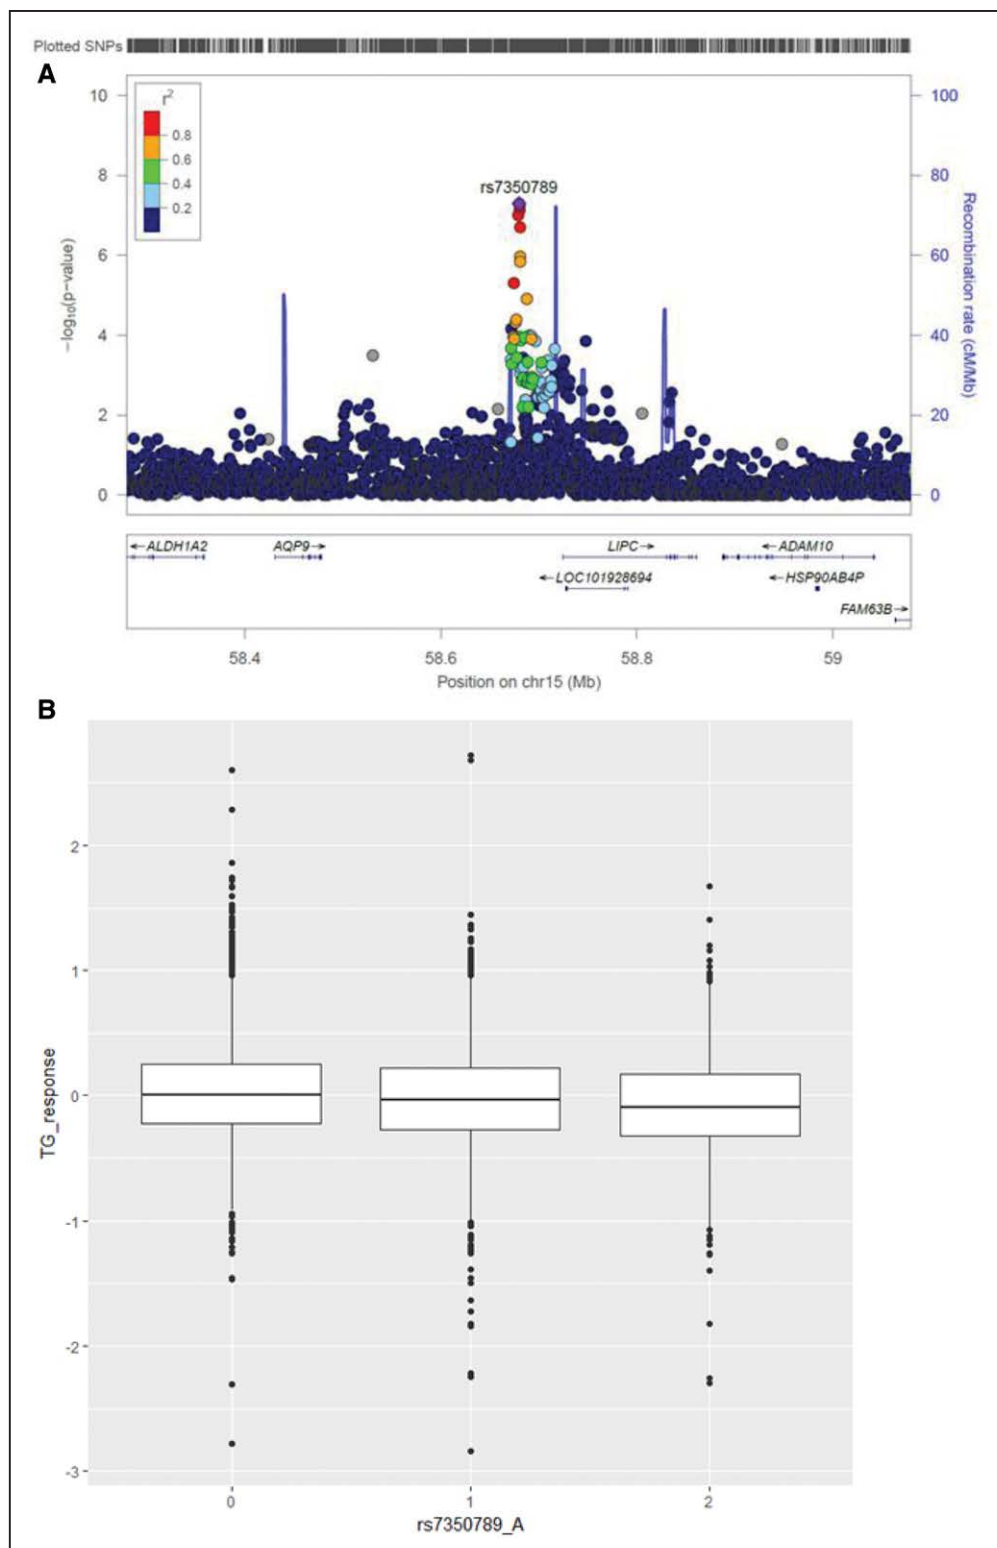 Plotted SNPs
A
r2
0.8
0.6
0.4
0.2
rs7350789
10
8
6
4
2
0
−log10(p−value)
100
80
60
40
20
0
Recombination rate (cM/Mb)
←ALDH1A2 AQP9→ LIPC→ ←ADAM10
←LOC101928694 ←HSP90AB4P
FAM63B→
58.4 58.6 58.8 59
Position on chr15 (Mb)
B
TG_response
2
1
0
-1
-2
-3
0 1 2
rs7350789_A